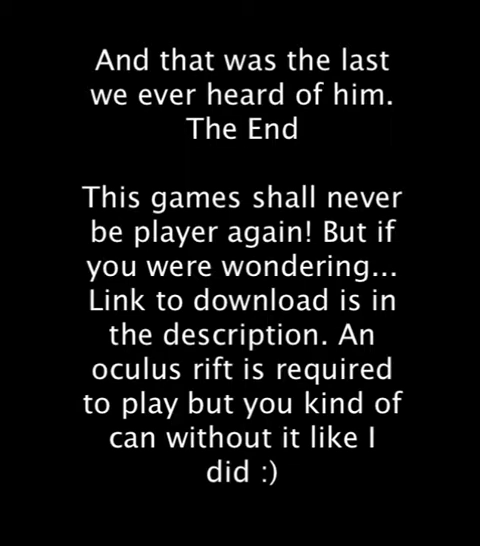 And that was the last
we ever heard of him.
The End
This games shall never
be player again! But if
you were wondering...
Link to download is in
the description. An
oculus rift is required
to play but you kind of
can without it like I
did :)